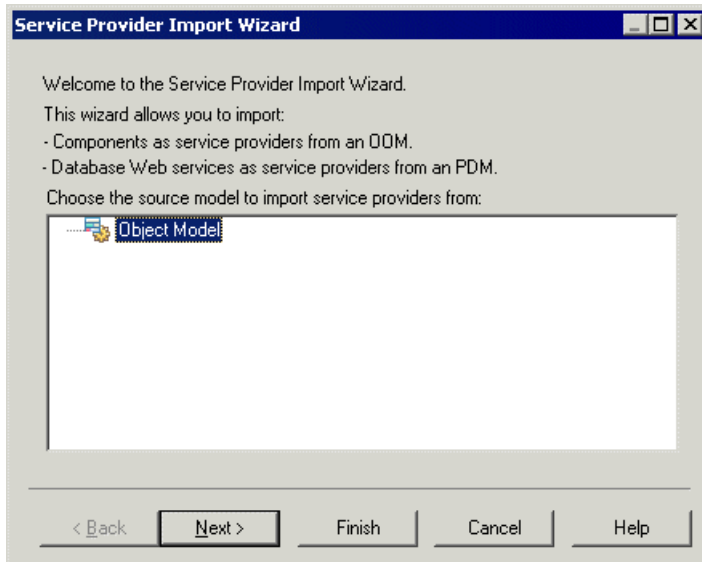 Service Provider Import Wizard
Welcome to the Service Provider Import Wizard.
This wizard allows you to import:
- Components as service providers from an OOM.
- Database Web services as service providers from an PDM.
Choose the source model to import service providers from:
Object Model
< Back Next > Finish Cancel Help